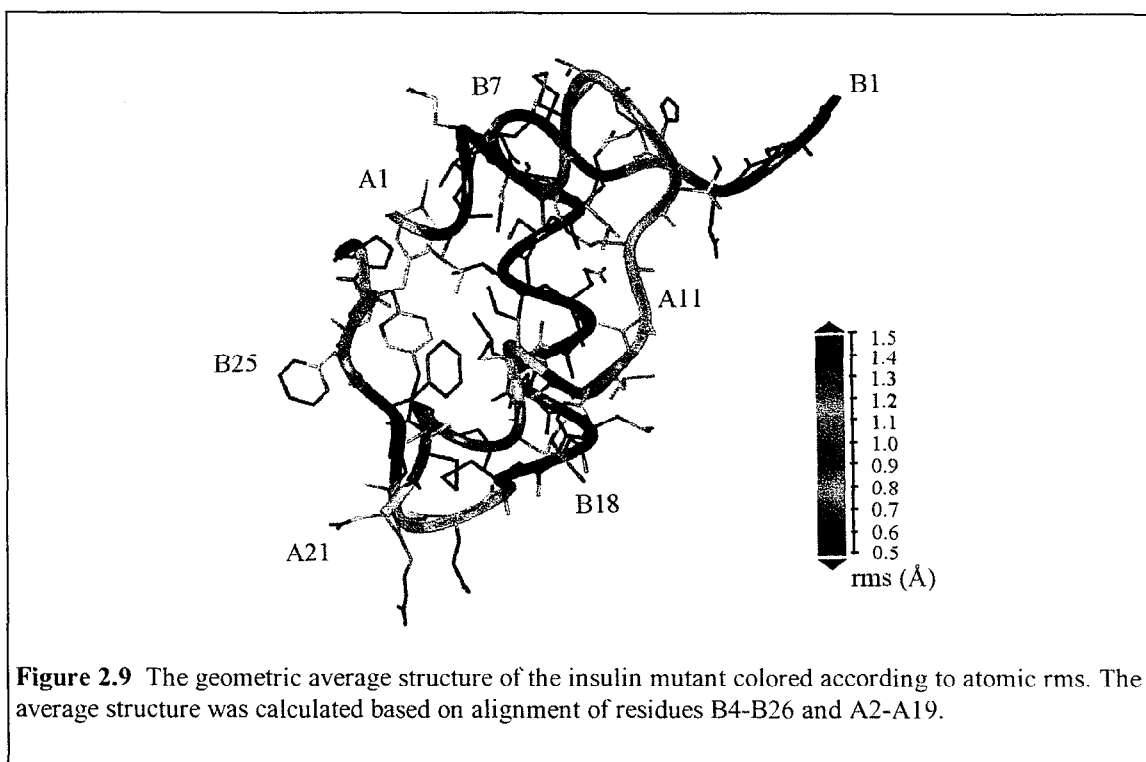 B7
B1
A1
A11
B25
B18
A21
1.5
1.4
1.3
1.2
1.1
1.0
0.9
0.8
0.7
0.6
0.5
rms (Å)
Figure 2.9 The geometric average structure of the insulin mutant colored according to atomic rms. The
average structure was calculated based on alignment of residues B4-B26 and A2-A19.